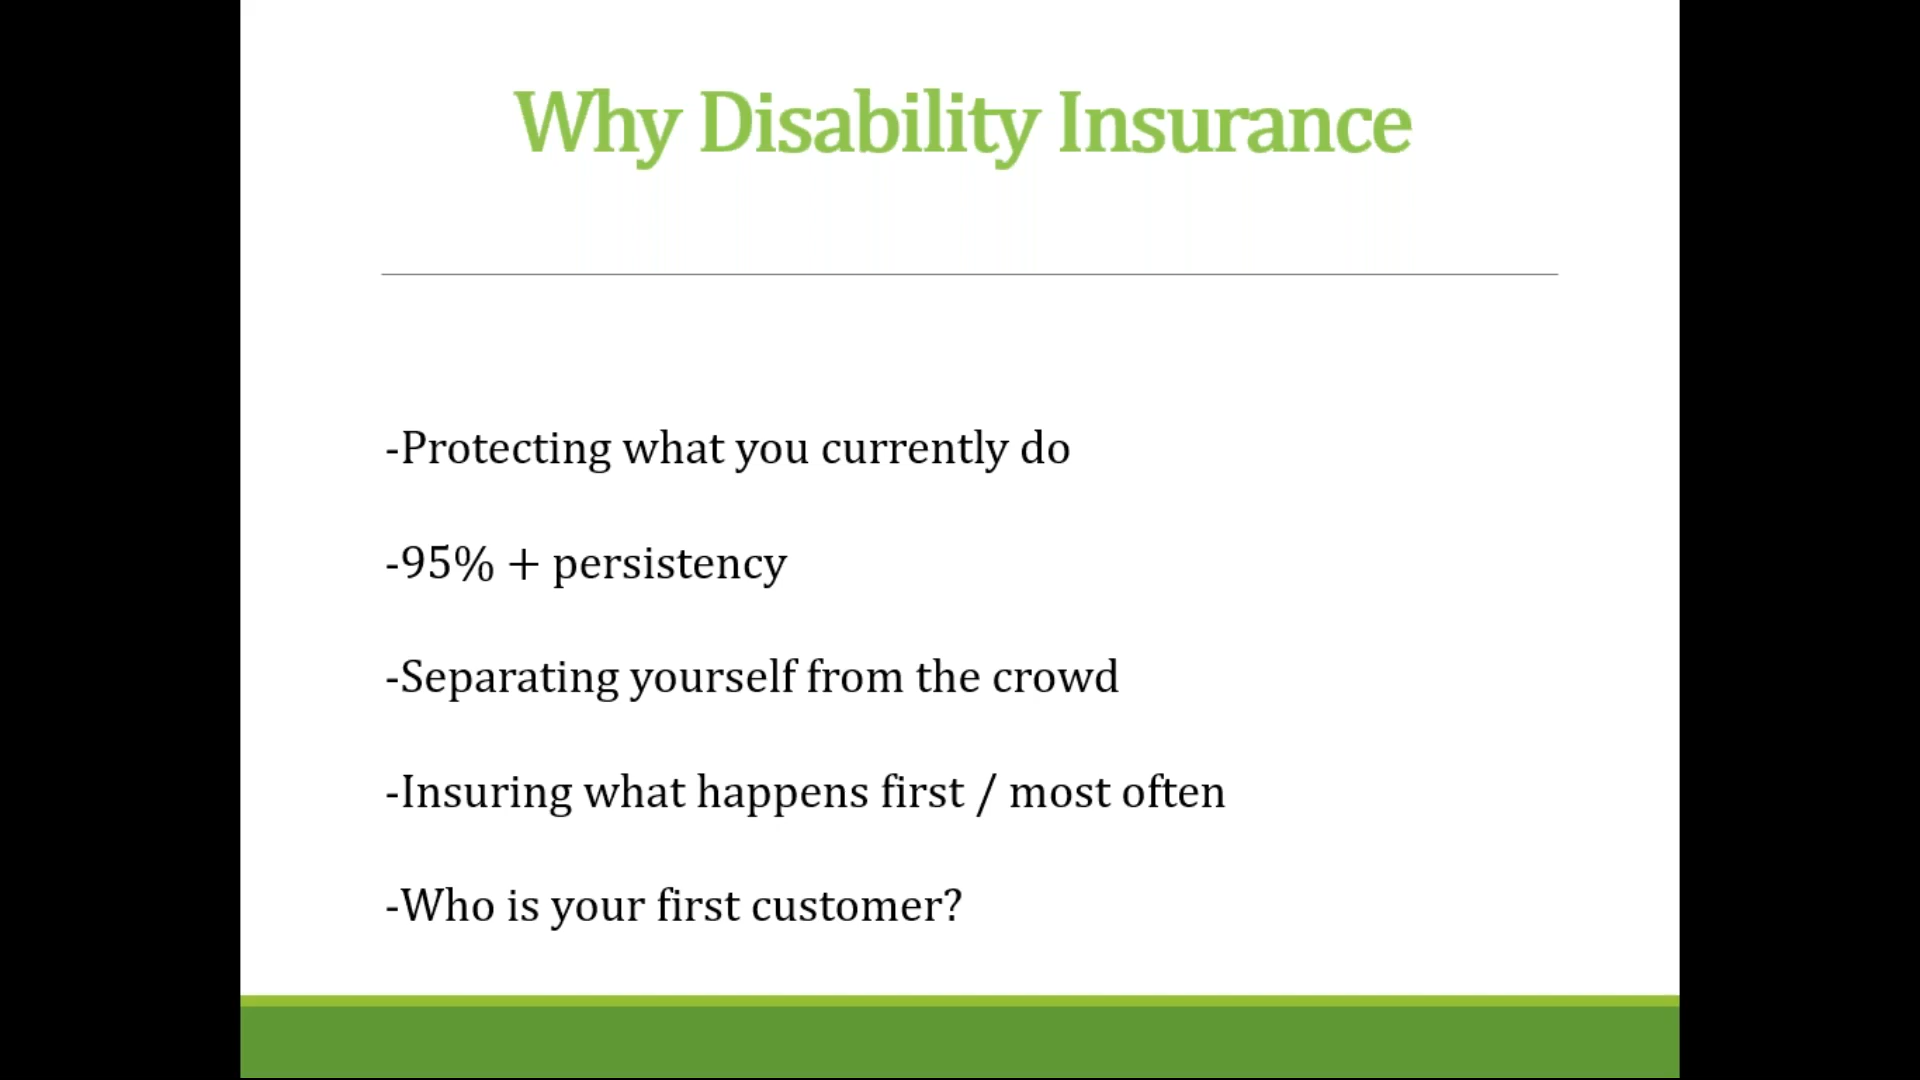 Why Disability Insurance
-Protecting what you currently do
-95% + persistency
-Separating yourself from the crowd
-Insuring what happens first / most often
-Who is your first customer?